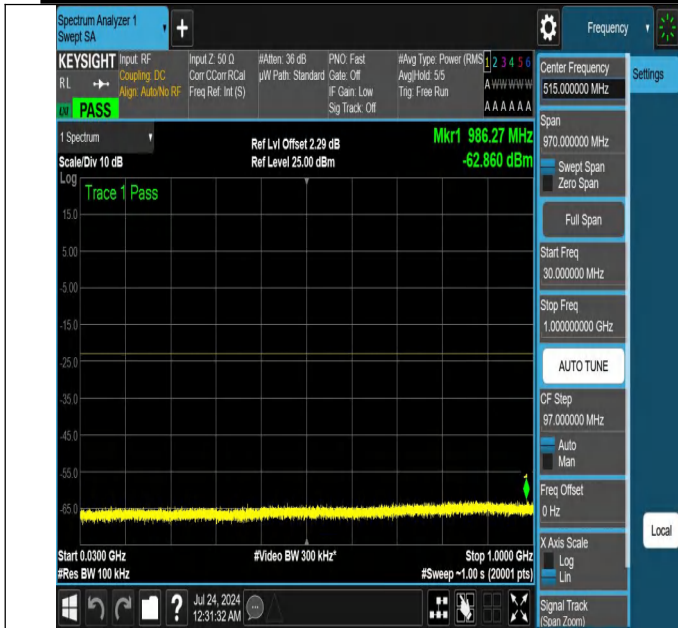 Spectrum Analyzer 1
Swept SA
+
Frequency
KEYSIGHT
RL
PASS
Input: RF
Coupling: DC
Align: Auto/No RF
Input Z: 50 Ω
Corr CCorr RCal
Freq Ref: Int (S)
#Atten: 36 dB
µW Path: Standard
PNO: Fast
Gate: Off
IF Gain: Low
Sig Track: Off
#Avg Type: Power (RMS
Avg|Hold: 5/5
Trig: Free Run
1 2 3 4 5 6
A W W W W W
A A A A A A
1 Spectrum
Scale/Div 10 dB
Ref Lvl Offset 2.29 dB
Ref Level 25.00 dBm
Mkr1 986.27 MHz
-62.860 dBm
Log
Trace 1 Pass
15.0
5.00
-5.00
-15.0
-25.0
-35.0
-45.0
-55.0
-65.0
1
Start 0.0300 GHz
#Res BW 100 kHz
#Video BW 300 kHz*
Stop 1.0000 GHz
#Sweep ~1.00 s (20001 pts)
Jul 24, 2024
12:31:32 AM
?
Center Frequency
515.000000 MHz
Settings
Span
970.000000 MHz
Swept Span
Zero Span
Full Span
Start Freq
30.000000 MHz
Stop Freq
1.000000000 GHz
AUTO TUNE
CF Step
97.000000 MHz
Auto
Man
Freq Offset
0 Hz
X Axis Scale
Log
Lin
Local
Signal Track
(Span Zoom)